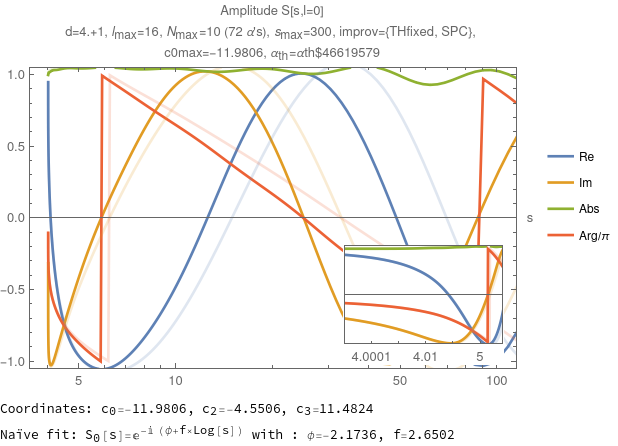 Amplitude S[s,l=0]
d=4.+1, lmax=16, Nmax=10 (72 α's), smax=300, improv={THfixed, SPC},
c0max=−11.9806, αth=αth$46619579
1.0
0.5
0.0
−0.5
−1.0
5 10 50 100
s
Re
Im
Abs
Arg/π
4.0001 4.01 5
Coordinates: c0=-11.9806, c2=-4.5506, c3=11.4824
Naïve fit: S0[s]=ⅇ-ⅈ (ϕ+f×Log[s]) with : ϕ=-2.1736, f=2.6502